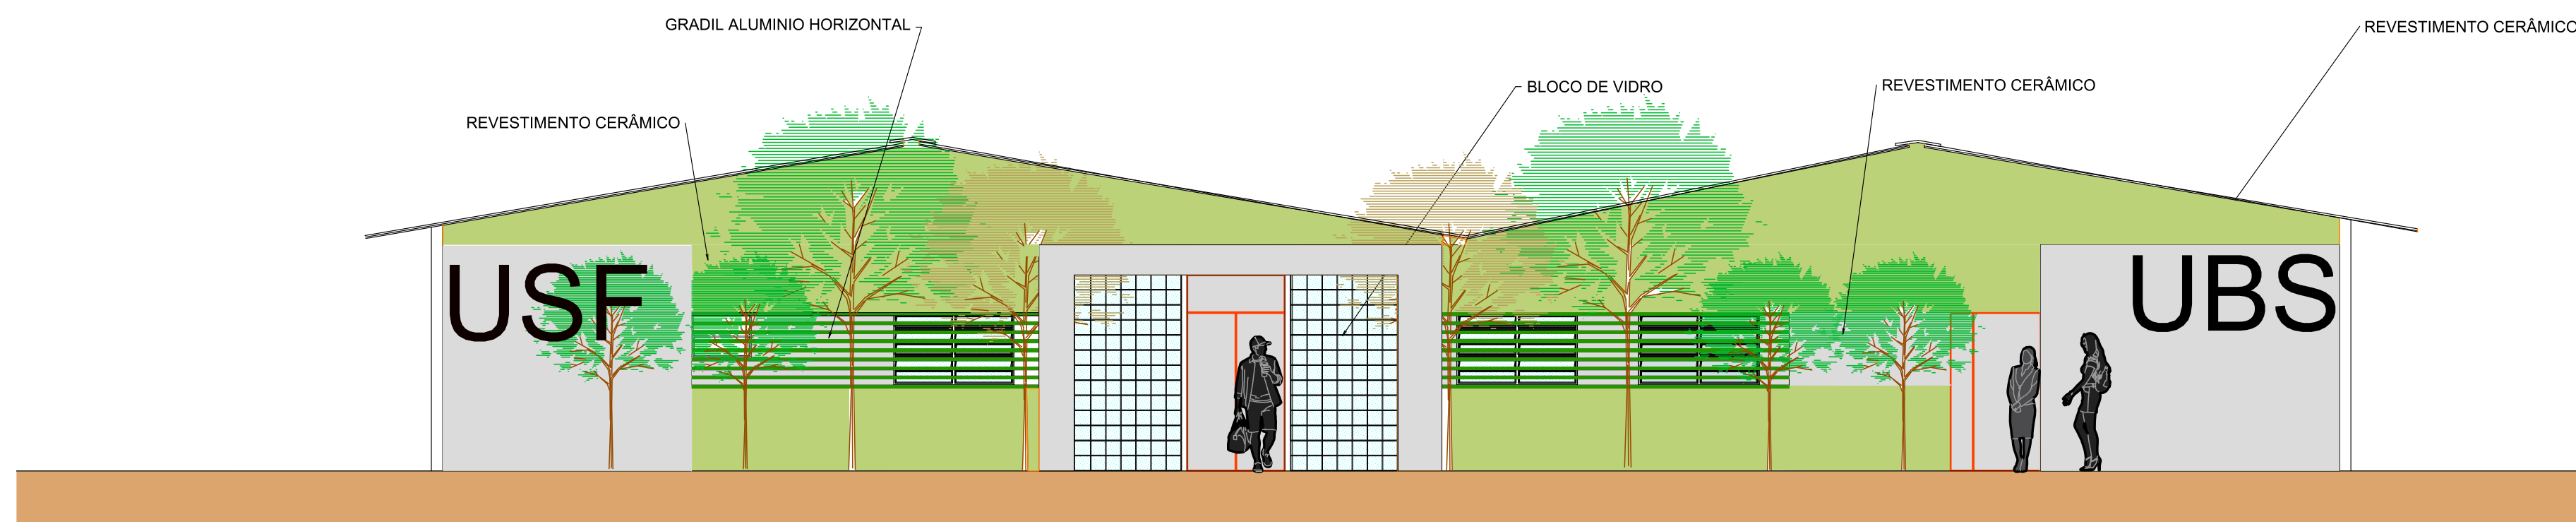 GRADIL ALUMINIO HORIZONTAL
REVESTIMENTO CERÂMICO
BLOCO DE VIDRO
REVESTIMENTO CERÂMICO
REVESTIMENTO CERÂMICO
USF
UBS